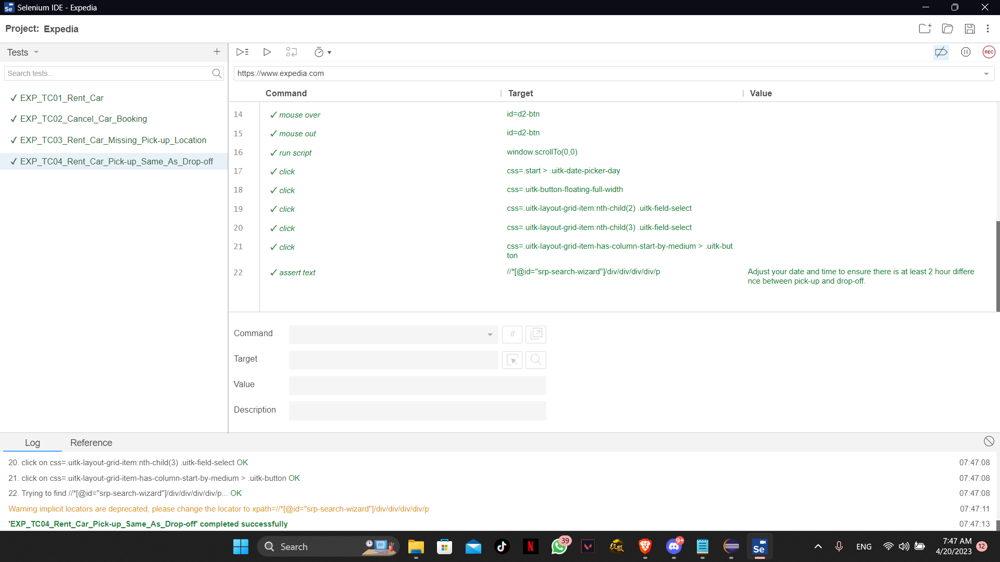 Selenium IDE - Expedia
Project: Expedia
Tests
Search tests...
✓ EXP_TC01_Rent_Car
✓ EXP_TC02_Cancel_Car_Booking
✓ EXP_TC03_Rent_Car_Missing_Pick-up_Location
✓ EXP_TC04_Rent_Car_Pick-up_Same_As_Drop-off
REC
https://www.expedia.com
Command Target Value
14 ✓ mouse over id=d2-btn
15 ✓ mouse out id=d2-btn
16 ✓ run script window.scrollTo(0,0)
17 ✓ click css=.start > .uitk-date-picker-day
18 ✓ click css=.uitk-button-floating-full-width
19 ✓ click css=.uitk-layout-grid-item:nth-child(2) .uitk-field-select
20 ✓ click css=.uitk-layout-grid-item:nth-child(3) .uitk-field-select
21 ✓ click css=.uitk-layout-grid-item-has-column-start-by-medium > .uitk-but
ton
22 ✓ assert text //*[@id="srp-search-wizard"]/div/div/div/div/p Adjust your date and time to ensure there is at least 2 hour differe
nce between pick-up and drop-off.
Command //
Target
Value
Description
Log Reference
20. click on css=.uitk-layout-grid-item:nth-child(3) .uitk-field-select OK 07:47:08
21. click on css=.uitk-layout-grid-item-has-column-start-by-medium > .uitk-button OK 07:47:08
22. Trying to find //*[@id="srp-search-wizard"]/div/div/div/div/p... OK 07:47:08
Warning implicit locators are deprecated, please change the locator to xpath=//*[@id="srp-search-wizard"]/div/div/div/div/p 07:47:11
'EXP_TC04_Rent_Car_Pick-up_Same_As_Drop-off' completed successfully 07:47:13
Search 39 9+ Se ENG 7:47 AM
4/20/2023 12